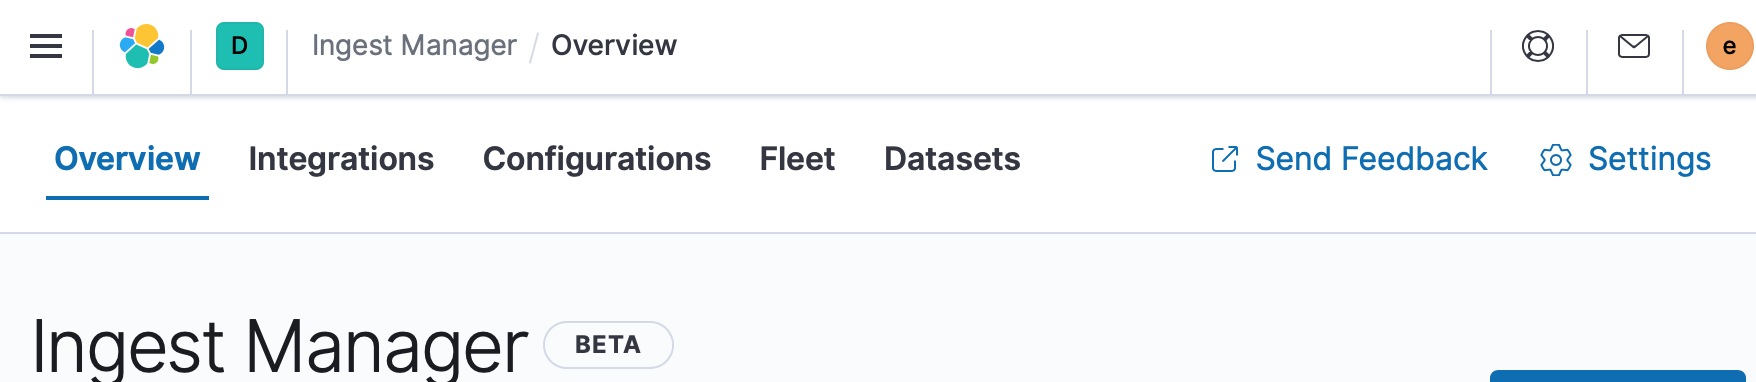 D Ingest Manager / Overview e
Overview Integrations Configurations Fleet Datasets Send Feedback Settings
Ingest Manager BETA